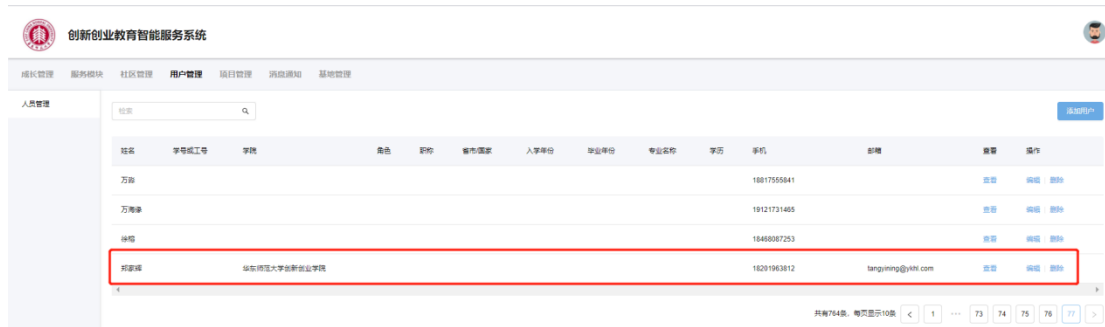 创新创业教育智能服务系统
成长管理 服务模块 社区管理 用户管理 项目管理 消息通知 基地管理
人员管理
检索
添加用户
姓名 学号或工号 学院 角色 职称 省市/国家 入学年份 毕业年份 专业名称 学历 手机 邮箱 查看 操作
18817555841 查看 编辑 删除
万海像 19121731465 查看 编辑 删除
18468087253 查看 编辑 删除
郑家辉 华东师范大学创新创业学院 18201963812 tangyining@ykhl.com 查看 编辑 删除
共有764条，每页显示10条 < 1 ··· 73 74 75 76 77 >